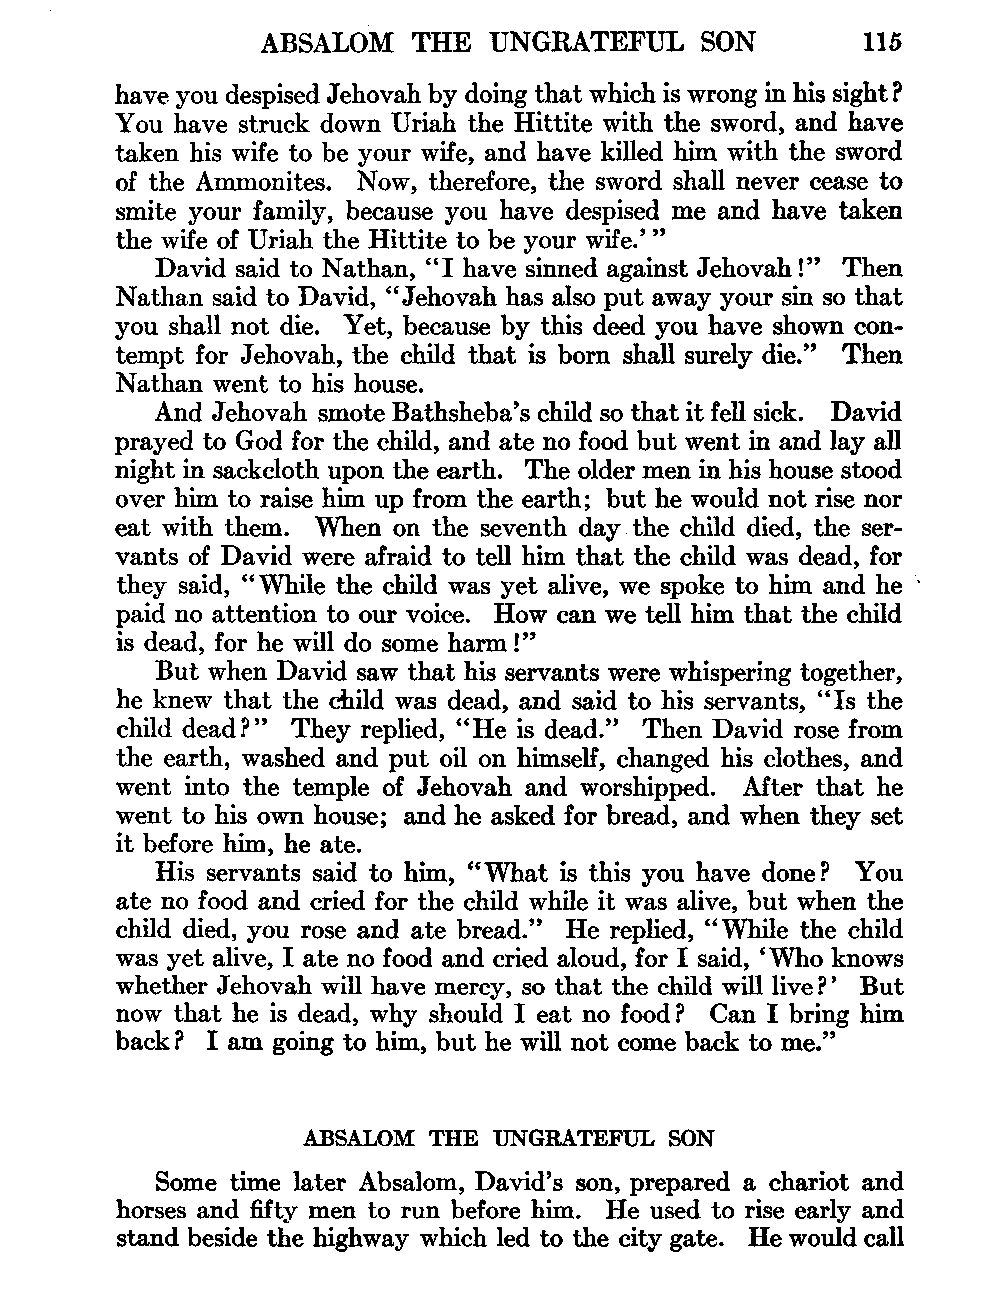 ABSALOM THE UNGRATEFUL SON 115
have you despised Jehovah by doing that which is wrong in his sight?
You have struck down Uriah the Hittite with the sword, and have
taken his wife to be your wife, and have killed him with the sword
of the Ammonites. Now, therefore, the sword shall never cease to
smite your family, because you have despised me and have taken
the wife of Uriah the Hittite to be your wife.’”
David said to Nathan, “I have sinned against Jehovah!” Then
Nathan said to David, “Jehovah has also put away your sin so that
you shall not die. Yet, because by this deed you have shown con-
tempt for Jehovah, the child that is born shall surely die.” Then
Nathan went to his house.
And Jehovah smote Bathsheba’s child so that it fell sick. David
prayed to God for the child, and ate no food but went in and lay all
night in sackcloth upon the earth. The older men in his house stood
over him to raise him up from the earth; but he would not rise nor
eat with them. When on the seventh day the child died, the ser-
vants of David were afraid to tell him that the child was dead, for
they said, “While the child was yet alive, we spoke to him and he
paid no attention to our voice. How can we tell him that the child
is dead, for he will do some harm!”
But when David saw that his servants were whispering together,
he knew that the child was dead, and said to his servants, “Is the
child dead?” They replied, “He is dead.” Then David rose from
the earth, washed and put oil on himself, changed his clothes, and
went into the temple of Jehovah and worshipped. After that he
went to his own house; and he asked for bread, and when they set
it before him, he ate.
His servants said to him, “What is this you have done? You
ate no food and cried for the child while it was alive, but when the
child died, you rose and ate bread.” He replied, “While the child
was yet alive, I ate no food and cried aloud, for I said, ‘Who knows
whether Jehovah will have mercy, so that the child will live?’ But
now that he is dead, why should I eat no food? Can I bring him
back? I am going to him, but he will not come back to me.”
ABSALOM THE UNGRATEFUL SON
Some time later Absalom, David’s son, prepared a chariot and
horses and fifty men to run before him. He used to rise early and
stand beside the highway which led to the city gate. He would call